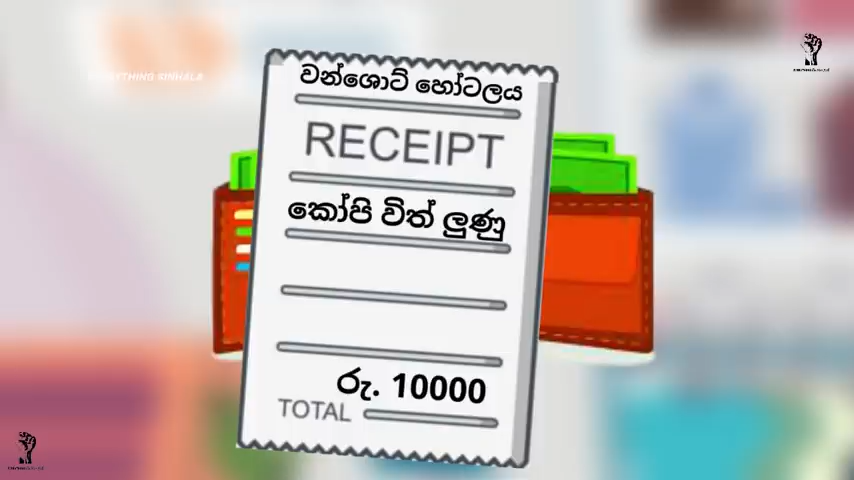 වන්ශොට් හෝටලය
RECEIPT
කෝපි විත් ලුණු
රු. 10000
TOTAL